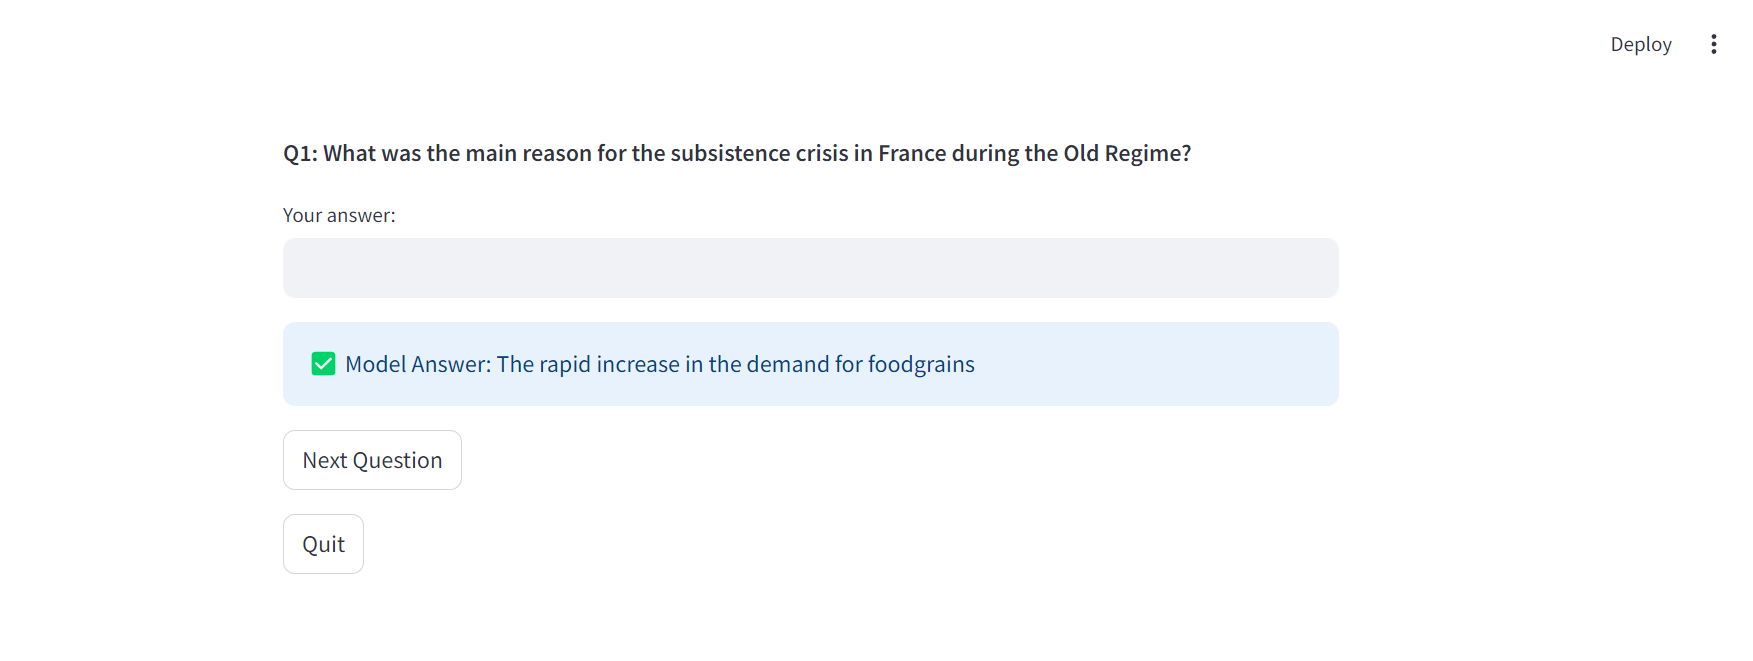 Deploy
Q1: What was the main reason for the subsistence crisis in France during the Old Regime?
Your answer:
Model Answer: The rapid increase in the demand for foodgrains
Next Question
Quit